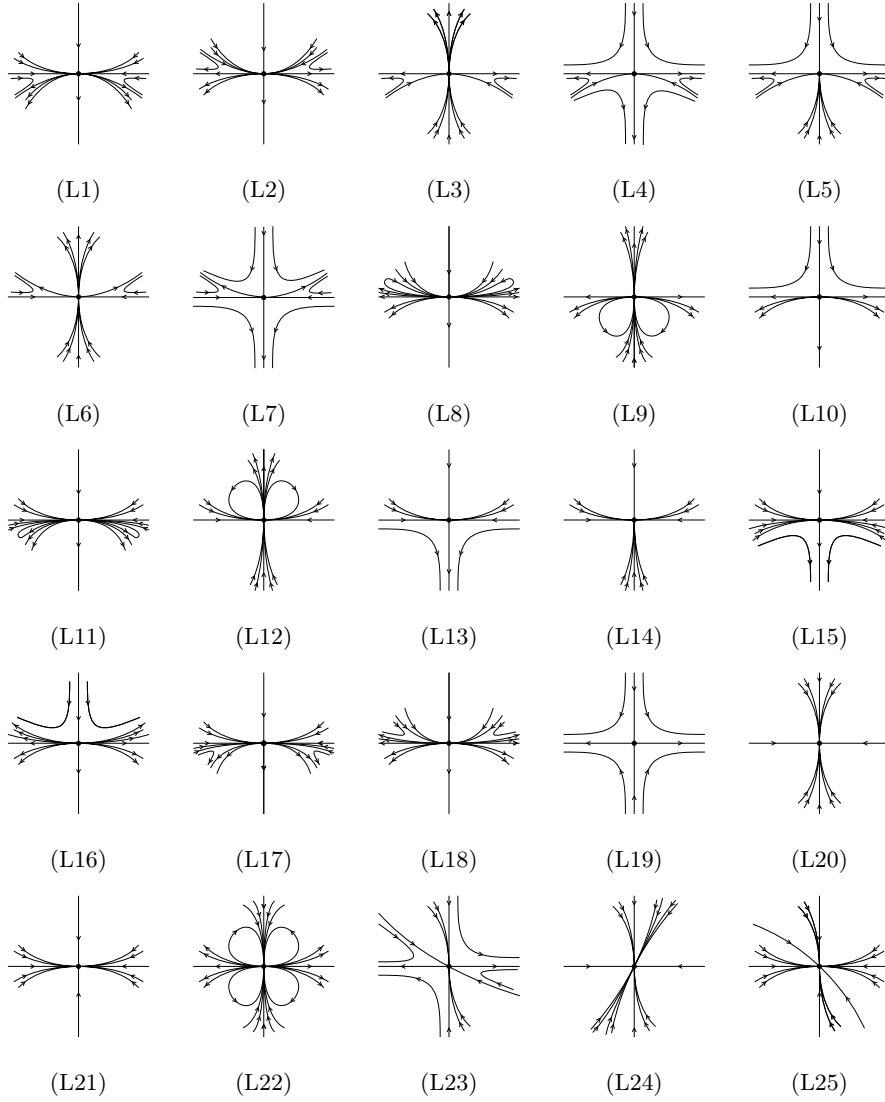 (L1) (L2) (L3) (L4) (L5)
(L6) (L7) (L8) (L9) (L10)
(L11) (L12) (L13) (L14) (L15)
(L16) (L17) (L18) (L19) (L20)
(L21) (L22) (L23) (L24) (L25)